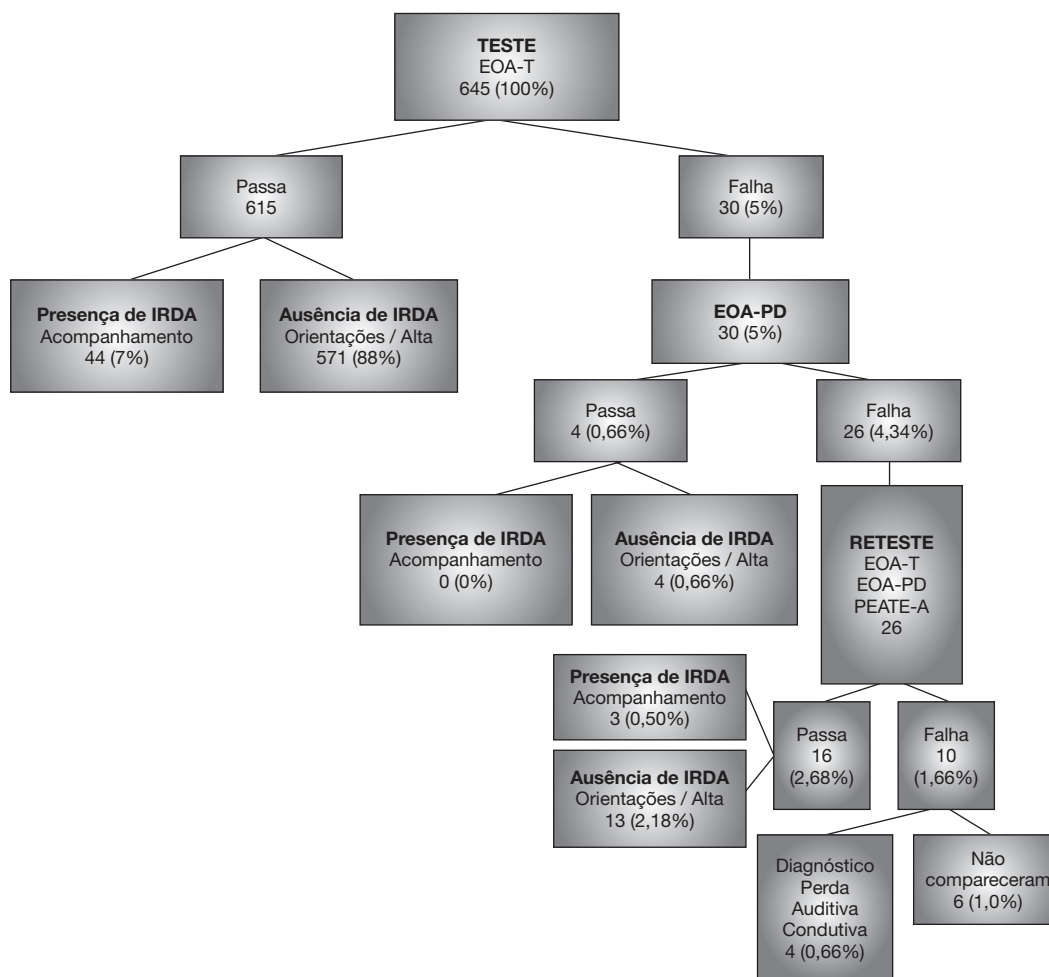 TESTE
EOA-T
645 (100%)
Passa
615
Falha
30 (5%)
Presença de IRDA
Acompanhamento
44 (7%)
Ausência de IRDA
Orientações / Alta
571 (88%)
EOA-PD
30 (5%)
Passa
4 (0,66%)
Falha
26 (4,34%)
Presença de IRDA
Acompanhamento
0 (0%)
Ausência de IRDA
Orientações / Alta
4 (0,66%)
RETESTE
EOA-T
EOA-PD
PEATE-A
26
Presença de IRDA
Acompanhamento
3 (0,50%)
Ausência de IRDA
Orientações / Alta
13 (2,18%)
Passa
16
(2,68%)
Falha
10
(1,66%)
Diagnóstico
Perda
Auditiva
Condutiva
4 (0,66%)
Não
compareceram
6 (1,0%)